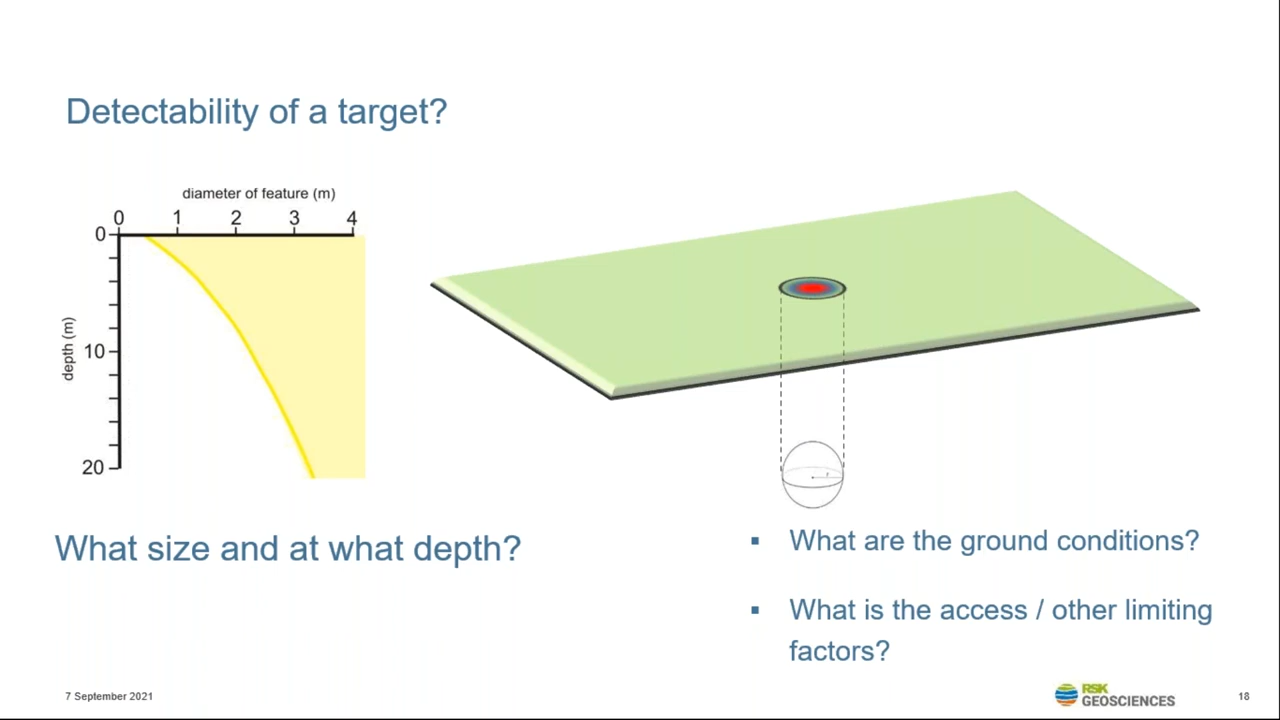 Detectability of a target?
diameter of feature (m)
0 1 2 3 4
0
10
20
depth (m)
r
What size and at what depth?
▪ What are the ground conditions?
▪ What is the access / other limiting
factors?
7 September 2021
RSK
GEOSCIENCES
18